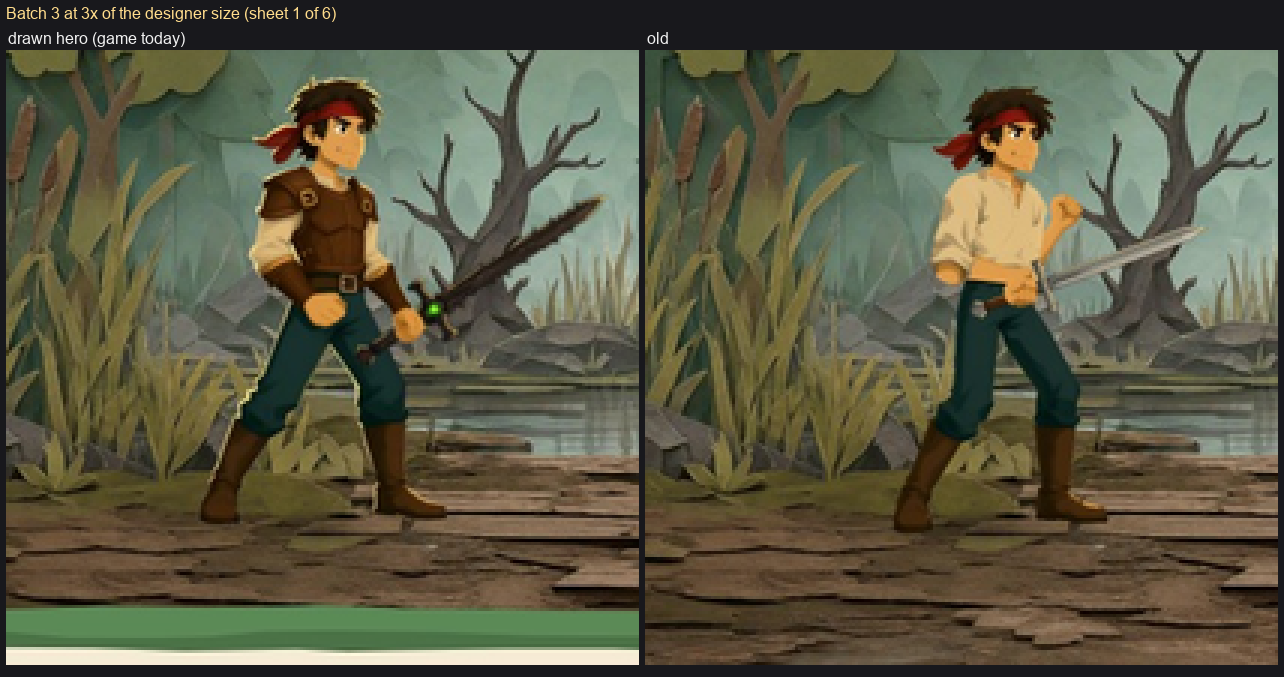 Batch 3 at 3x of the designer size (sheet 1 of 6)
drawn hero (game today)
old